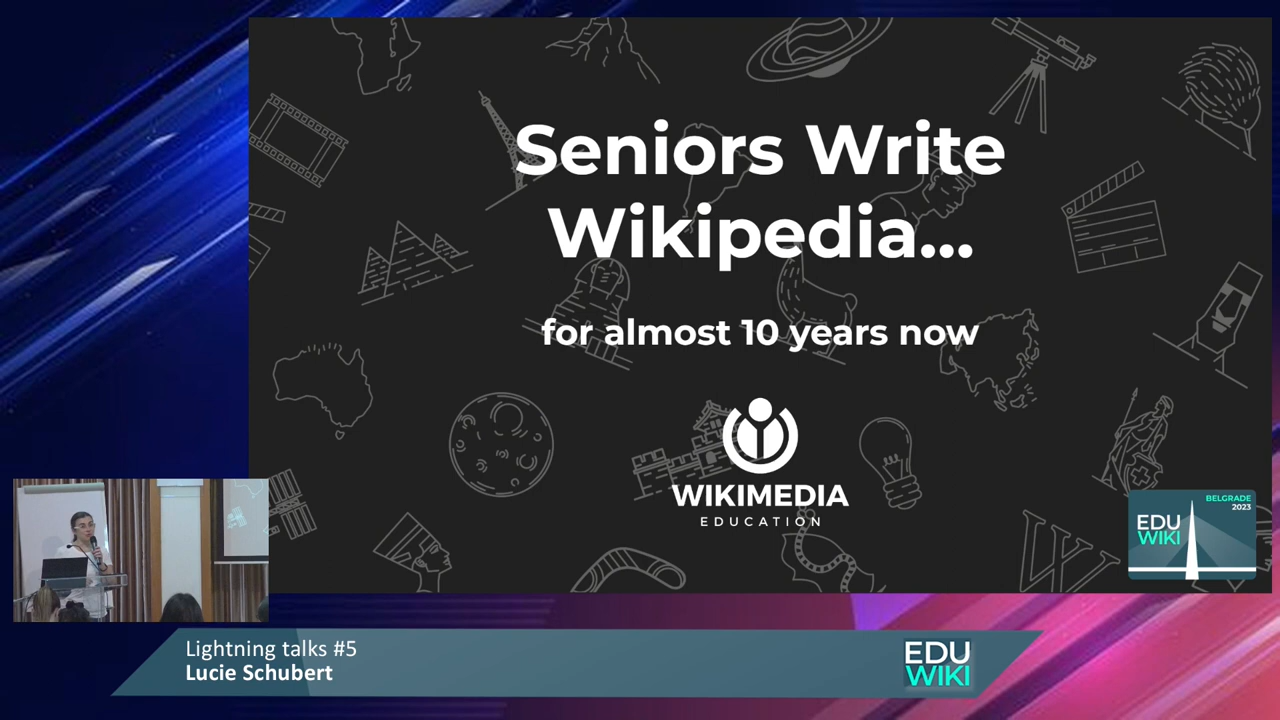 Seniors Write
Wikipedia...
for almost 10 years now
WIKIMEDIA
EDUCATION
BELGRADE
2023
EDU
WIKI
Lightning talks #5
Lucie Schubert
EDU
WIKI